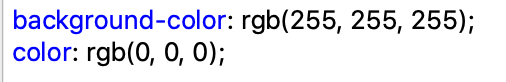 background-color: rgb(255, 255, 255);
color: rgb(0, 0, 0);